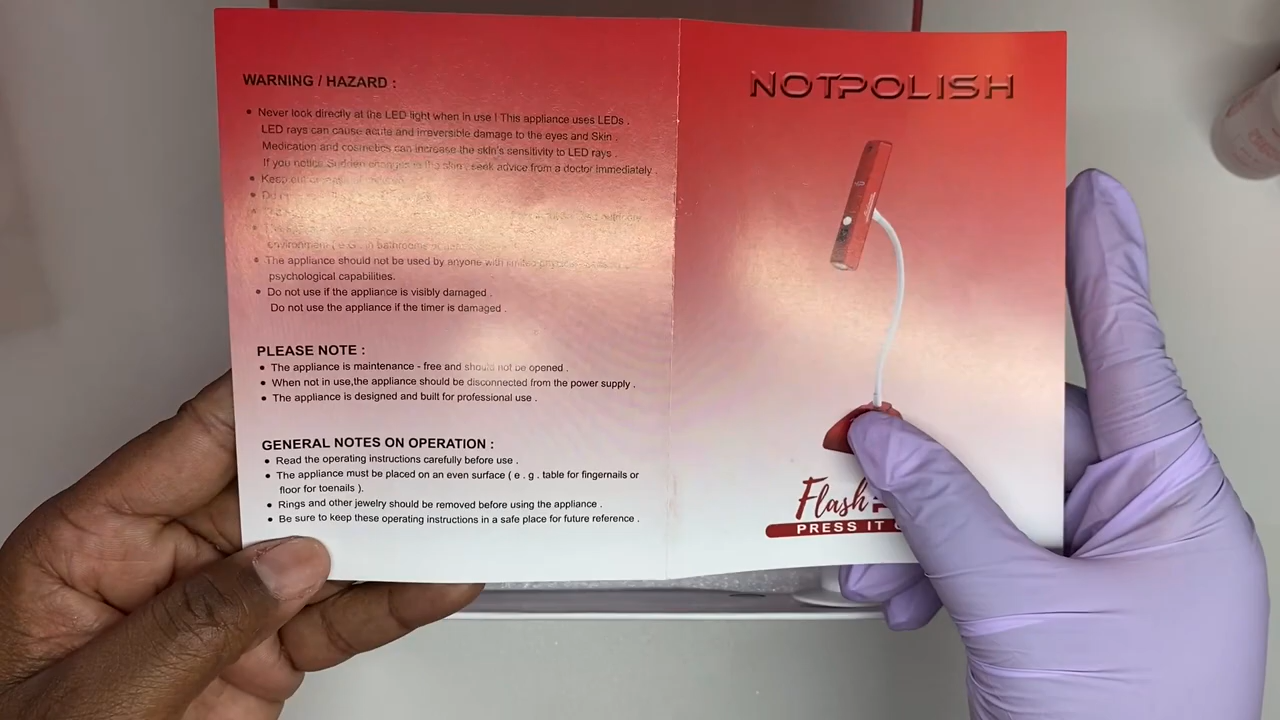 WARNING / HAZARD :
• Never look directly at the LED light when in use ! This appliance uses LEDs .
LED rays can cause acute and irreversible damage to the eyes and Skin .
Medication and cosmetics can increase the skin's sensitivity to LED rays .
If you notice Sudden changes in the skin , seek advice from a doctor immediately .
• Keep out
• Do
•
• The
environment ( e.G . in bathrooms or
• The appliance should not be used by anyone with limited physical
psychological capabilities.
• Do not use if the appliance is visibly damaged .
Do not use the appliance if the timer is damaged .
PLEASE NOTE :
• The appliance is maintenance - free and should not be opened .
• When not in use,the appliance should be disconnected from the power supply .
• The appliance is designed and built for professional use .
GENERAL NOTES ON OPERATION :
• Read the operating instructions carefully before use .
• The appliance must be placed on an even surface ( e . g . table for fingernails or
floor for toenails ).
• Rings and other jewelry should be removed before using the appliance .
• Be sure to keep these operating instructions in a safe place for future reference .
NOTPOLISH
Flash
PRESS IT